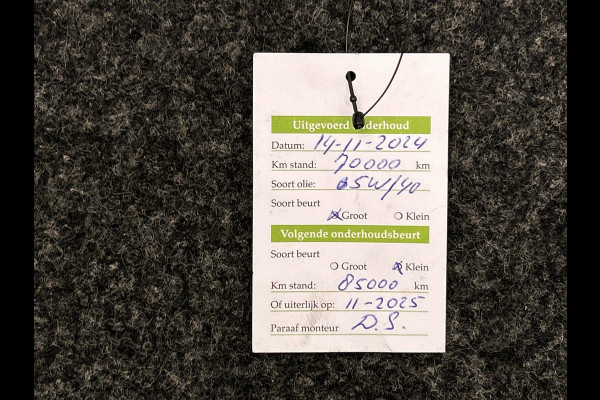 Uitgevoerd onderhoud
Datum: 14-11-2024
Km stand: 70000 km
Soort olie: 5W/40
Soort beurt
Groot Klein
Volgende onderhoudsbeurt
Soort beurt
Groot Klein
Km stand: 85000 km
Of uiterlijk op: 11-2025
Paraaf monteur D.S.